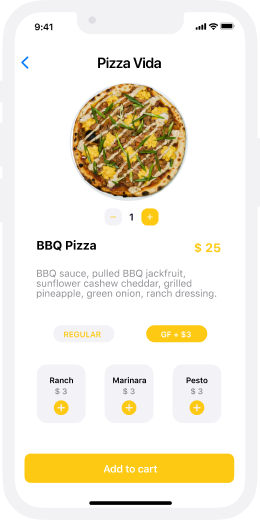 9:41
Pizza Vida
− 1 +
BBQ Pizza
$ 25
BBQ sauce, pulled BBQ jackfruit,
sunflower cashew cheddar, grilled
pineapple, green onion, ranch dressing.
REGULAR GF + $3
Ranch Marinara Pesto
$ 3 $ 3 $ 3
+ + +
Add to cart